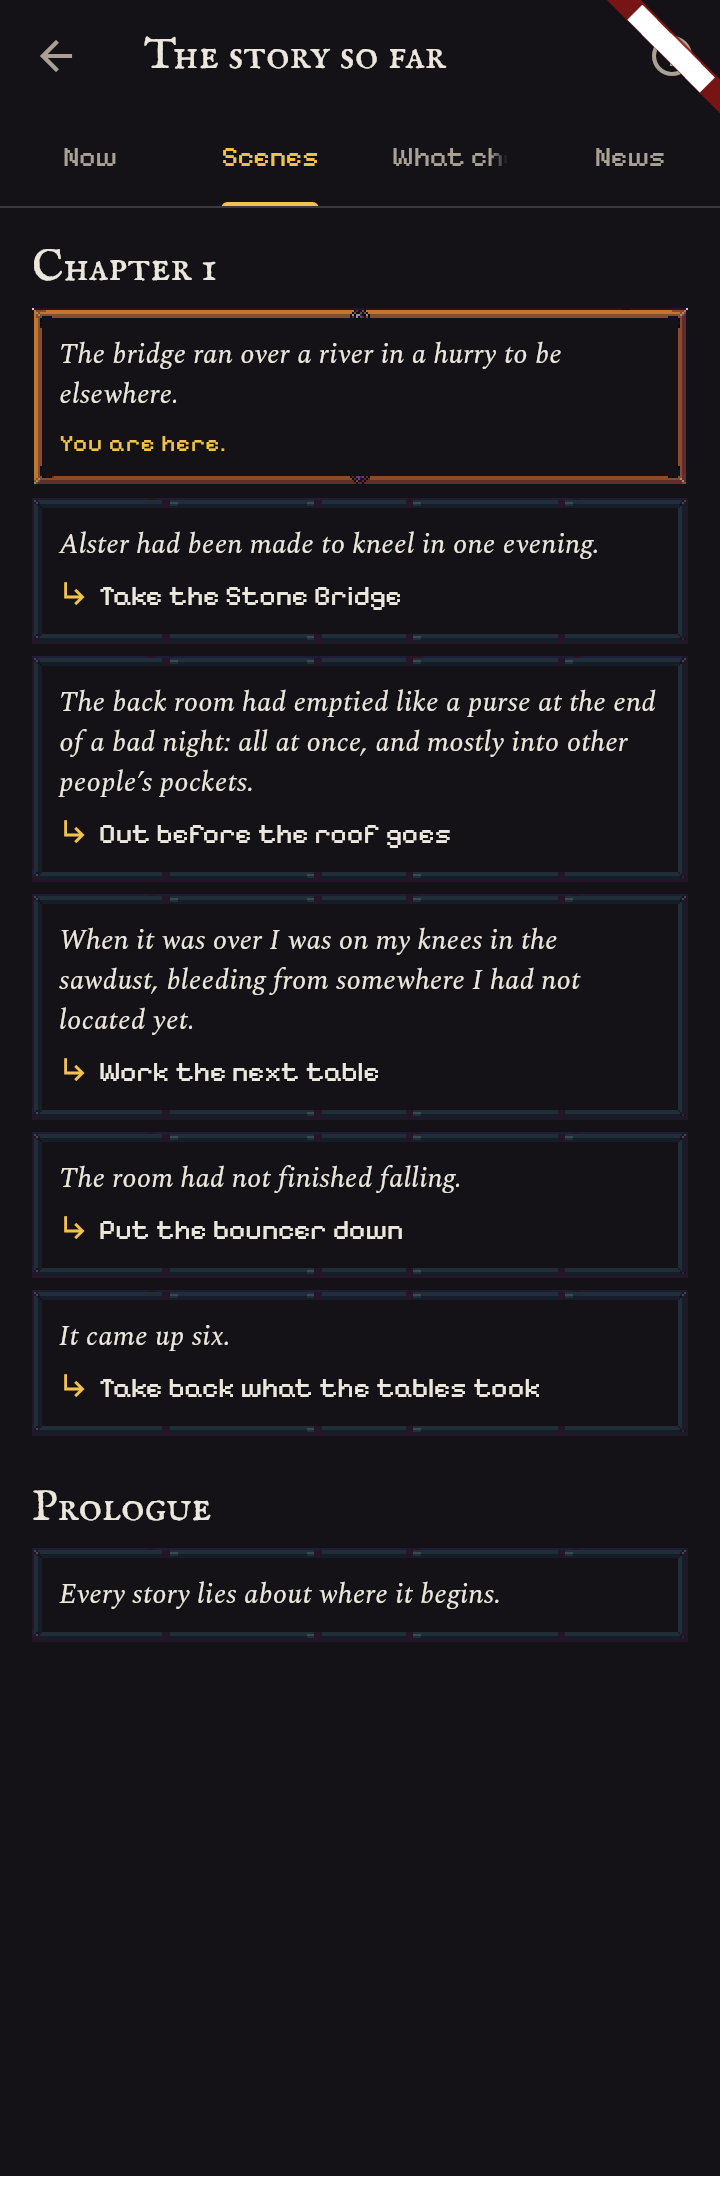 The story so far
Now
Scenes
What ch
News
Chapter 1
The bridge ran over a river in a hurry to be
elsewhere.
You are here.
Alster had been made to kneel in one evening.
↳ Take the Stone Bridge
The back room had emptied like a purse at the end
of a bad night: all at once, and mostly into other
people’s pockets.
↳ Out before the roof goes
When it was over I was on my knees in the
sawdust, bleeding from somewhere I had not
located yet.
↳ Work the next table
The room had not finished falling.
↳ Put the bouncer down
It came up six.
↳ Take back what the tables took
Prologue
Every story lies about where it begins.